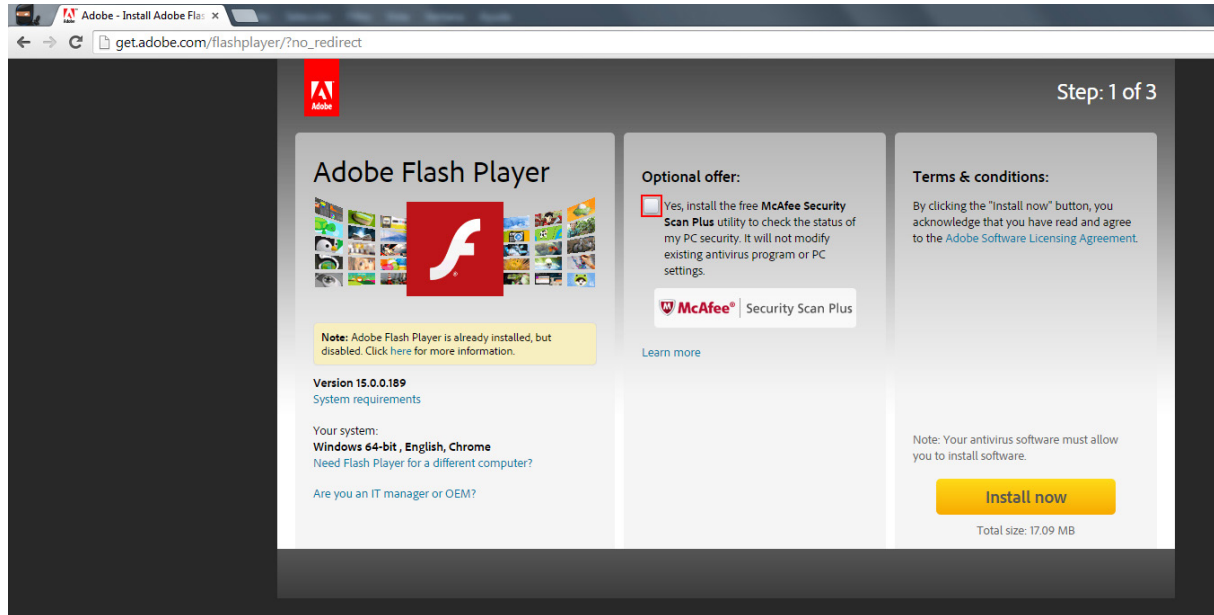 Adobe - Install Adobe Flas
get.adobe.com/flashplayer/?no_redirect
Adobe
Step: 1 of 3
Adobe Flash Player
Note: Adobe Flash Player is already installed, but
disabled. Click here for more information.
Version 15.0.0.189
System requirements
Your system:
Windows 64-bit , English, Chrome
Need Flash Player for a different computer?
Are you an IT manager or OEM?
Optional offer:
Yes, install the free McAfee Security
Scan Plus utility to check the status of
my PC security. It will not modify
existing antivirus program or PC
settings.
McAfee® Security Scan Plus
Learn more
Terms & conditions:
By clicking the "Install now" button, you
acknowledge that you have read and agree
to the Adobe Software Licensing Agreement.
Note: Your antivirus software must allow
you to install software.
Install now
Total size: 17.09 MB